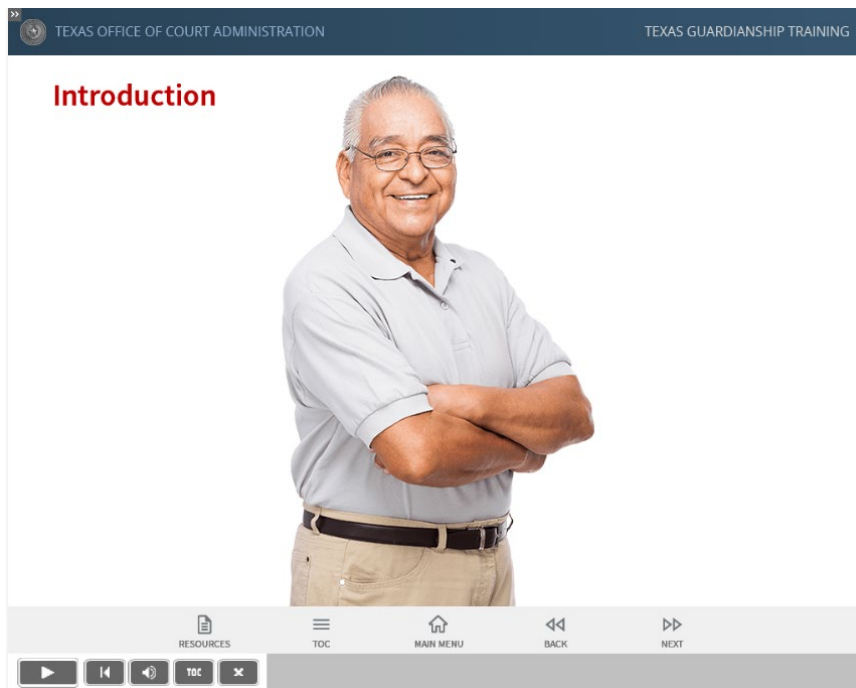 TEXAS OFFICE OF COURT ADMINISTRATION
TEXAS GUARDIANSHIP TRAINING
Introduction
RESOURCES
TOC
MAIN MENU
BACK
NEXT
TOC